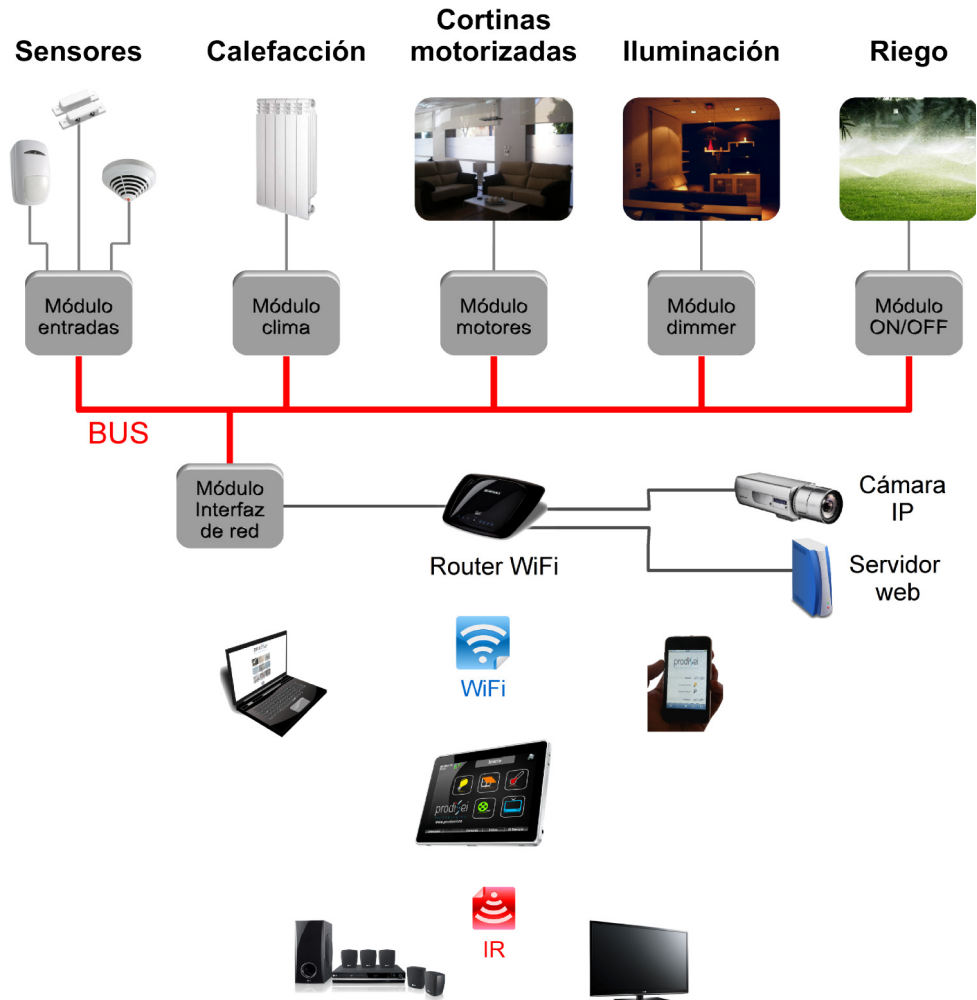 Sensores
Calefacción
Cortinas
motorizadas
Iluminación
Riego
Módulo
entradas
Módulo
clima
Módulo
motores
Módulo
dimmer
Módulo
ON/OFF
BUS
Módulo
Interfaz
de red
Router WiFi
Cámara
IP
Servidor
web
WiFi
IR